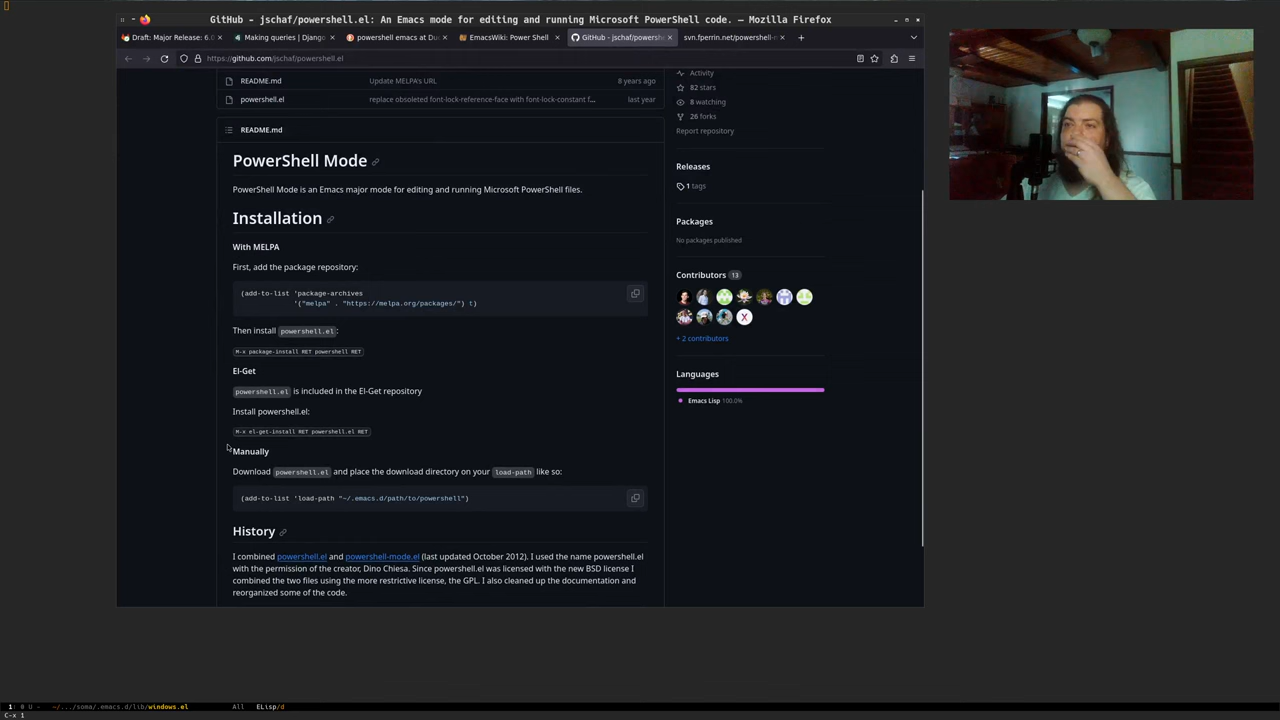 GitHub - jschaf/powershell.el: An Emacs mode for editing and running Microsoft PowerShell code. — Mozilla Firefox
Draft: Major Release: 6.0
Making queries | Django
powershell emacs at Duc
EmacsWiki: Power Shell
GitHub - jschaf/powersh
svn.fperrin.net/powershell-m
https://github.com/jschaf/powershell.el
README.md
Update MELPA's URL
8 years ago
powershell.el
replace obsoleted font-lock-reference-face with font-lock-constant f…
last year
README.md
PowerShell Mode
PowerShell Mode is an Emacs major mode for editing and running Microsoft PowerShell files.
Installation
With MELPA
First, add the package repository:
(add-to-list 'package-archives
'("melpa" . "https://melpa.org/packages/") t)
Then install powershell.el:
M-x package-install RET powershell RET
El-Get
powershell.el is included in the El-Get repository
Install powershell.el:
M-x el-get-install RET powershell.el RET
Manually
Download powershell.el and place the download directory on your load-path like so:
(add-to-list 'load-path "~/.emacs.d/path/to/powershell")
History
I combined powershell.el and powershell-mode.el (last updated October 2012). I used the name powershell.el
with the permission of the creator, Dino Chiesa. Since powershell.el was licensed with the new BSD license I
combined the two files using the more restrictive license, the GPL. I also cleaned up the documentation and
reorganized some of the code.
Activity
82 stars
8 watching
26 forks
Report repository
Releases
1 tags
Packages
No packages published
Contributors 13
+ 2 contributors
Languages
Emacs Lisp 100.0%
1: 0 U - ~/.../soma/.emacs.d/lib/windows.el All ELisp/d
C-x 1